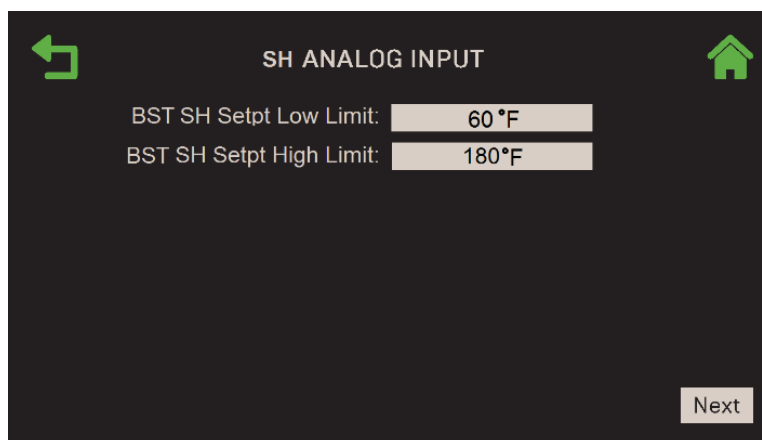 SH ANALOG INPUT
BST SH Setpt Low Limit: 60°F
BST SH Setpt High Limit: 180°F
Next